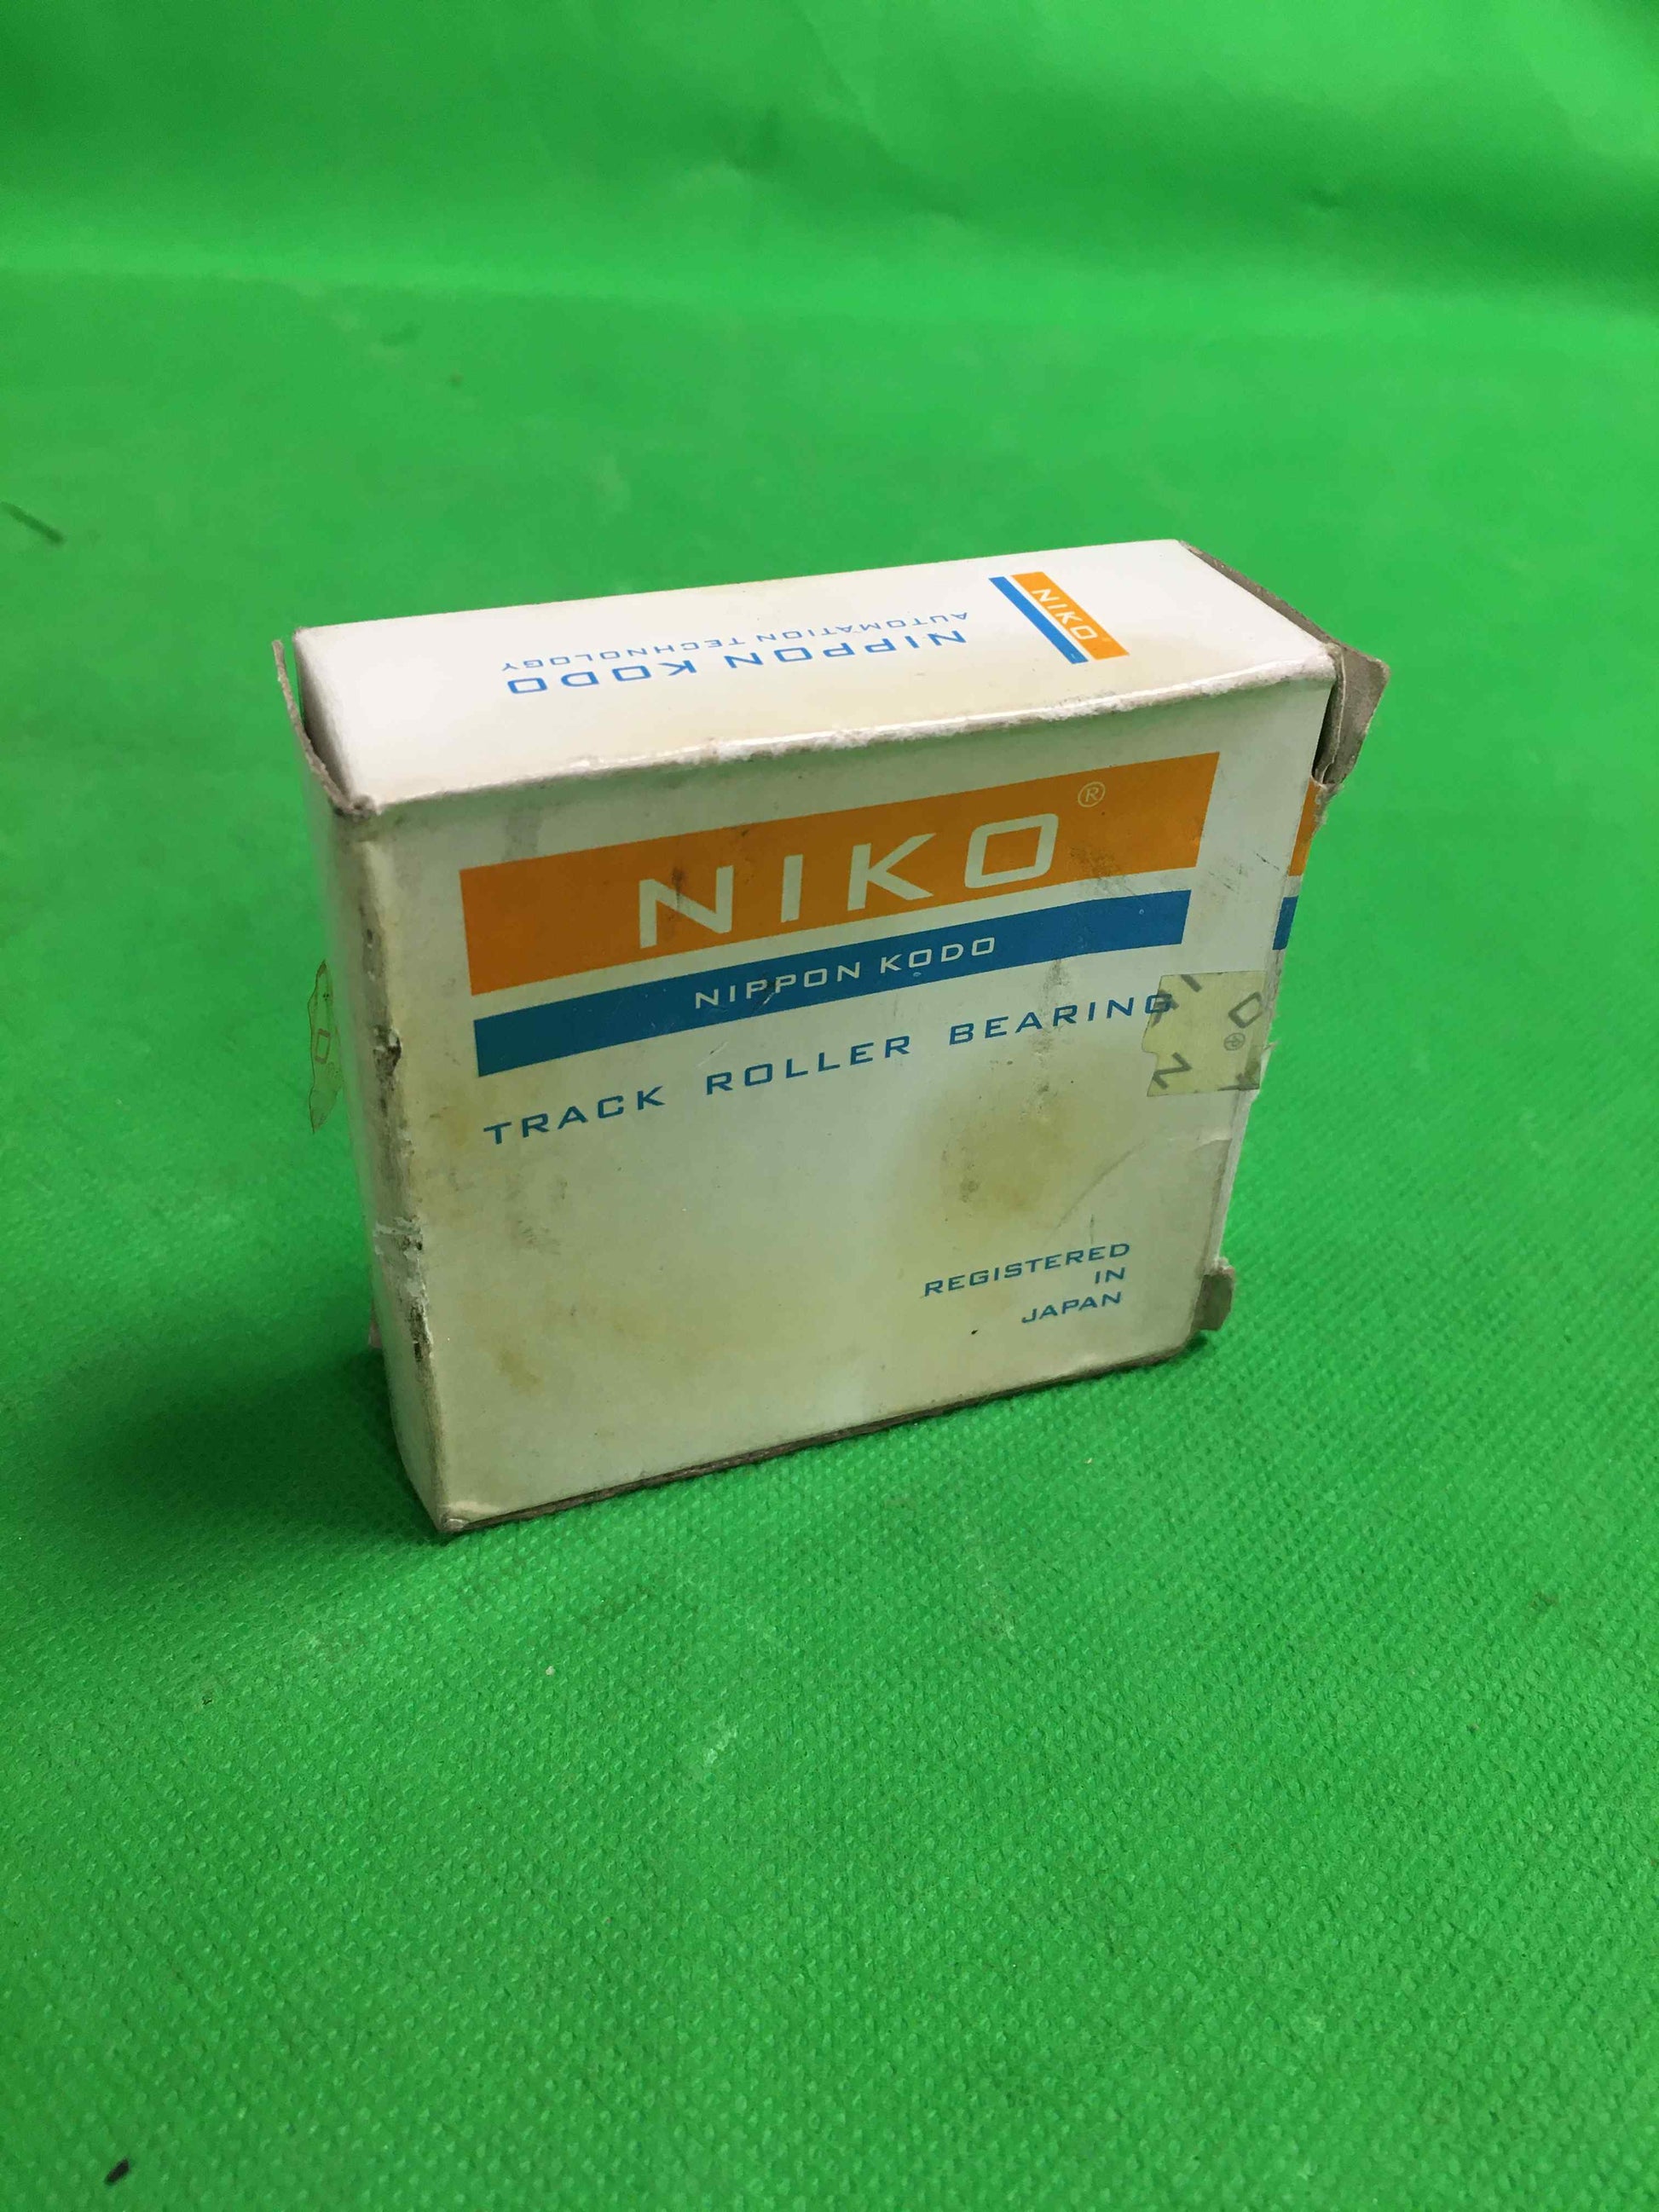 NIPPON KODO
AUTOMATION TECHNOLOGY
NIKO
NIKO®
NIPPON KODO
TRACK ROLLER BEARING
REGISTERED
IN
JAPAN